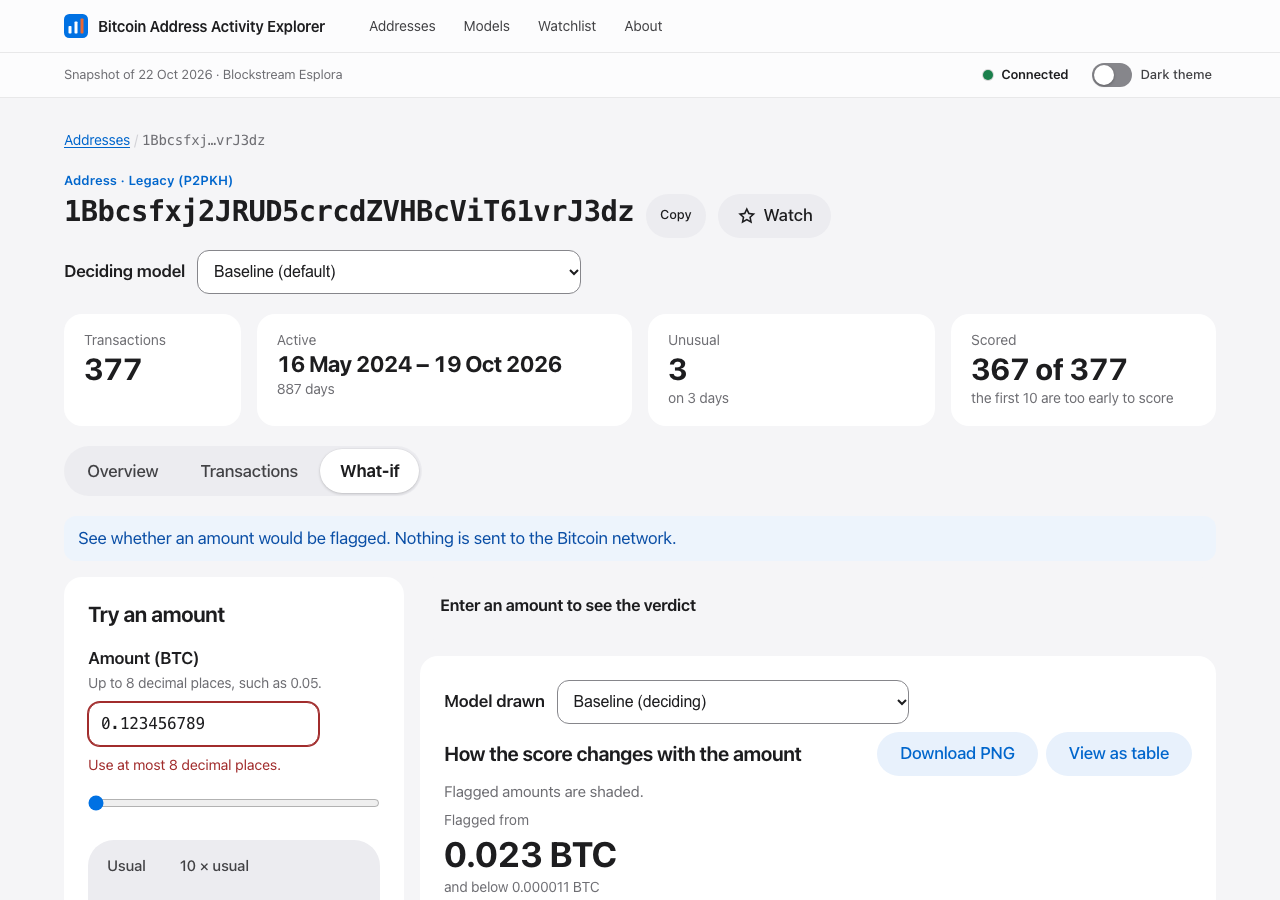 Bitcoin Address Activity Explorer
Addresses
Models
Watchlist
About
Snapshot of 22 Oct 2026 · Blockstream Esplora
Connected
Dark theme
Addresses / 1Bbcsfxj…vrJ3dz
Address · Legacy (P2PKH)
1Bbcsfxj2JRUD5crcdZVHBcViT61vrJ3dz
Copy
Watch
Deciding model
Baseline (default)
Transactions
377
Active
16 May 2024 – 19 Oct 2026
887 days
Unusual
3
on 3 days
Scored
367 of 377
the first 10 are too early to score
Overview
Transactions
What-if
See whether an amount would be flagged. Nothing is sent to the Bitcoin network.
Try an amount
Amount (BTC)
Up to 8 decimal places, such as 0.05.
0.123456789
Use at most 8 decimal places.
Usual
10 × usual
Enter an amount to see the verdict
Model drawn
Baseline (deciding)
How the score changes with the amount
Download PNG
View as table
Flagged amounts are shaded.
Flagged from
0.023 BTC
and below 0.000011 BTC